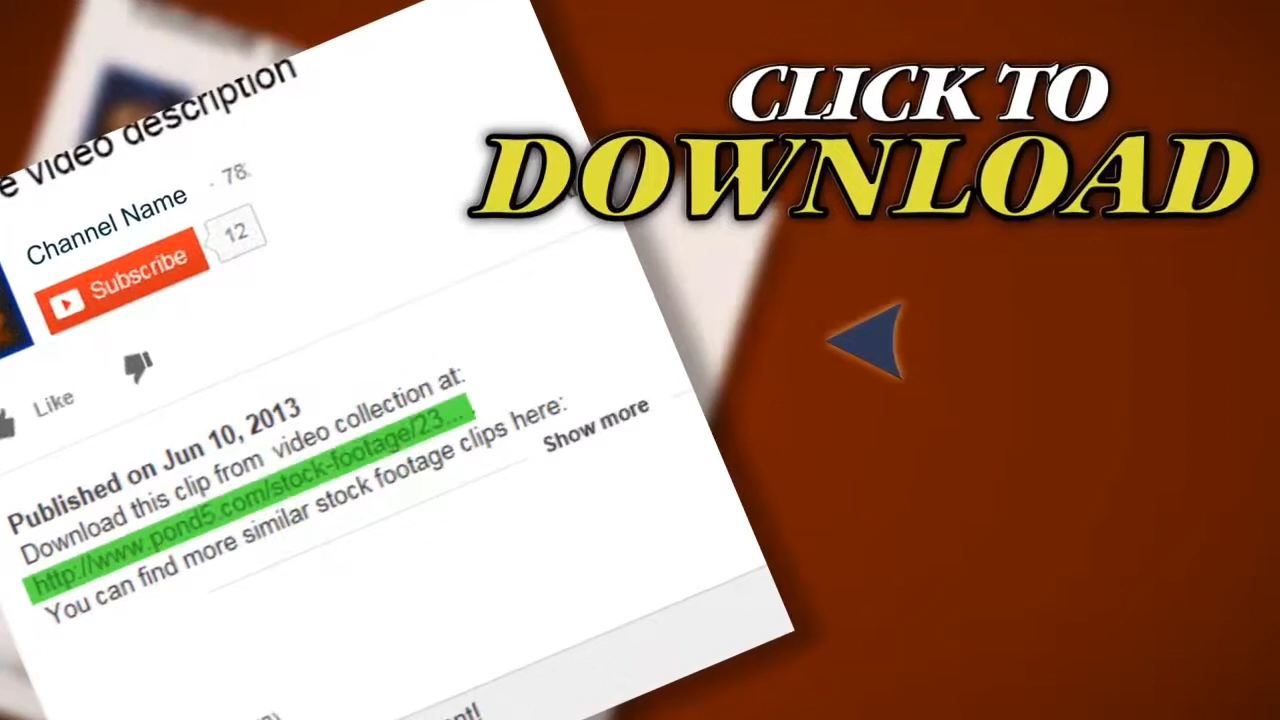 CLICK TO
DOWNLOAD
video description
Channel Name
78
Subscribe
12
Like
Published on Jun 10, 2013
Download this clip from video collection at:
http://www.pond5.com/stock-footage/23...
You can find more similar stock footage clips here:
Show more